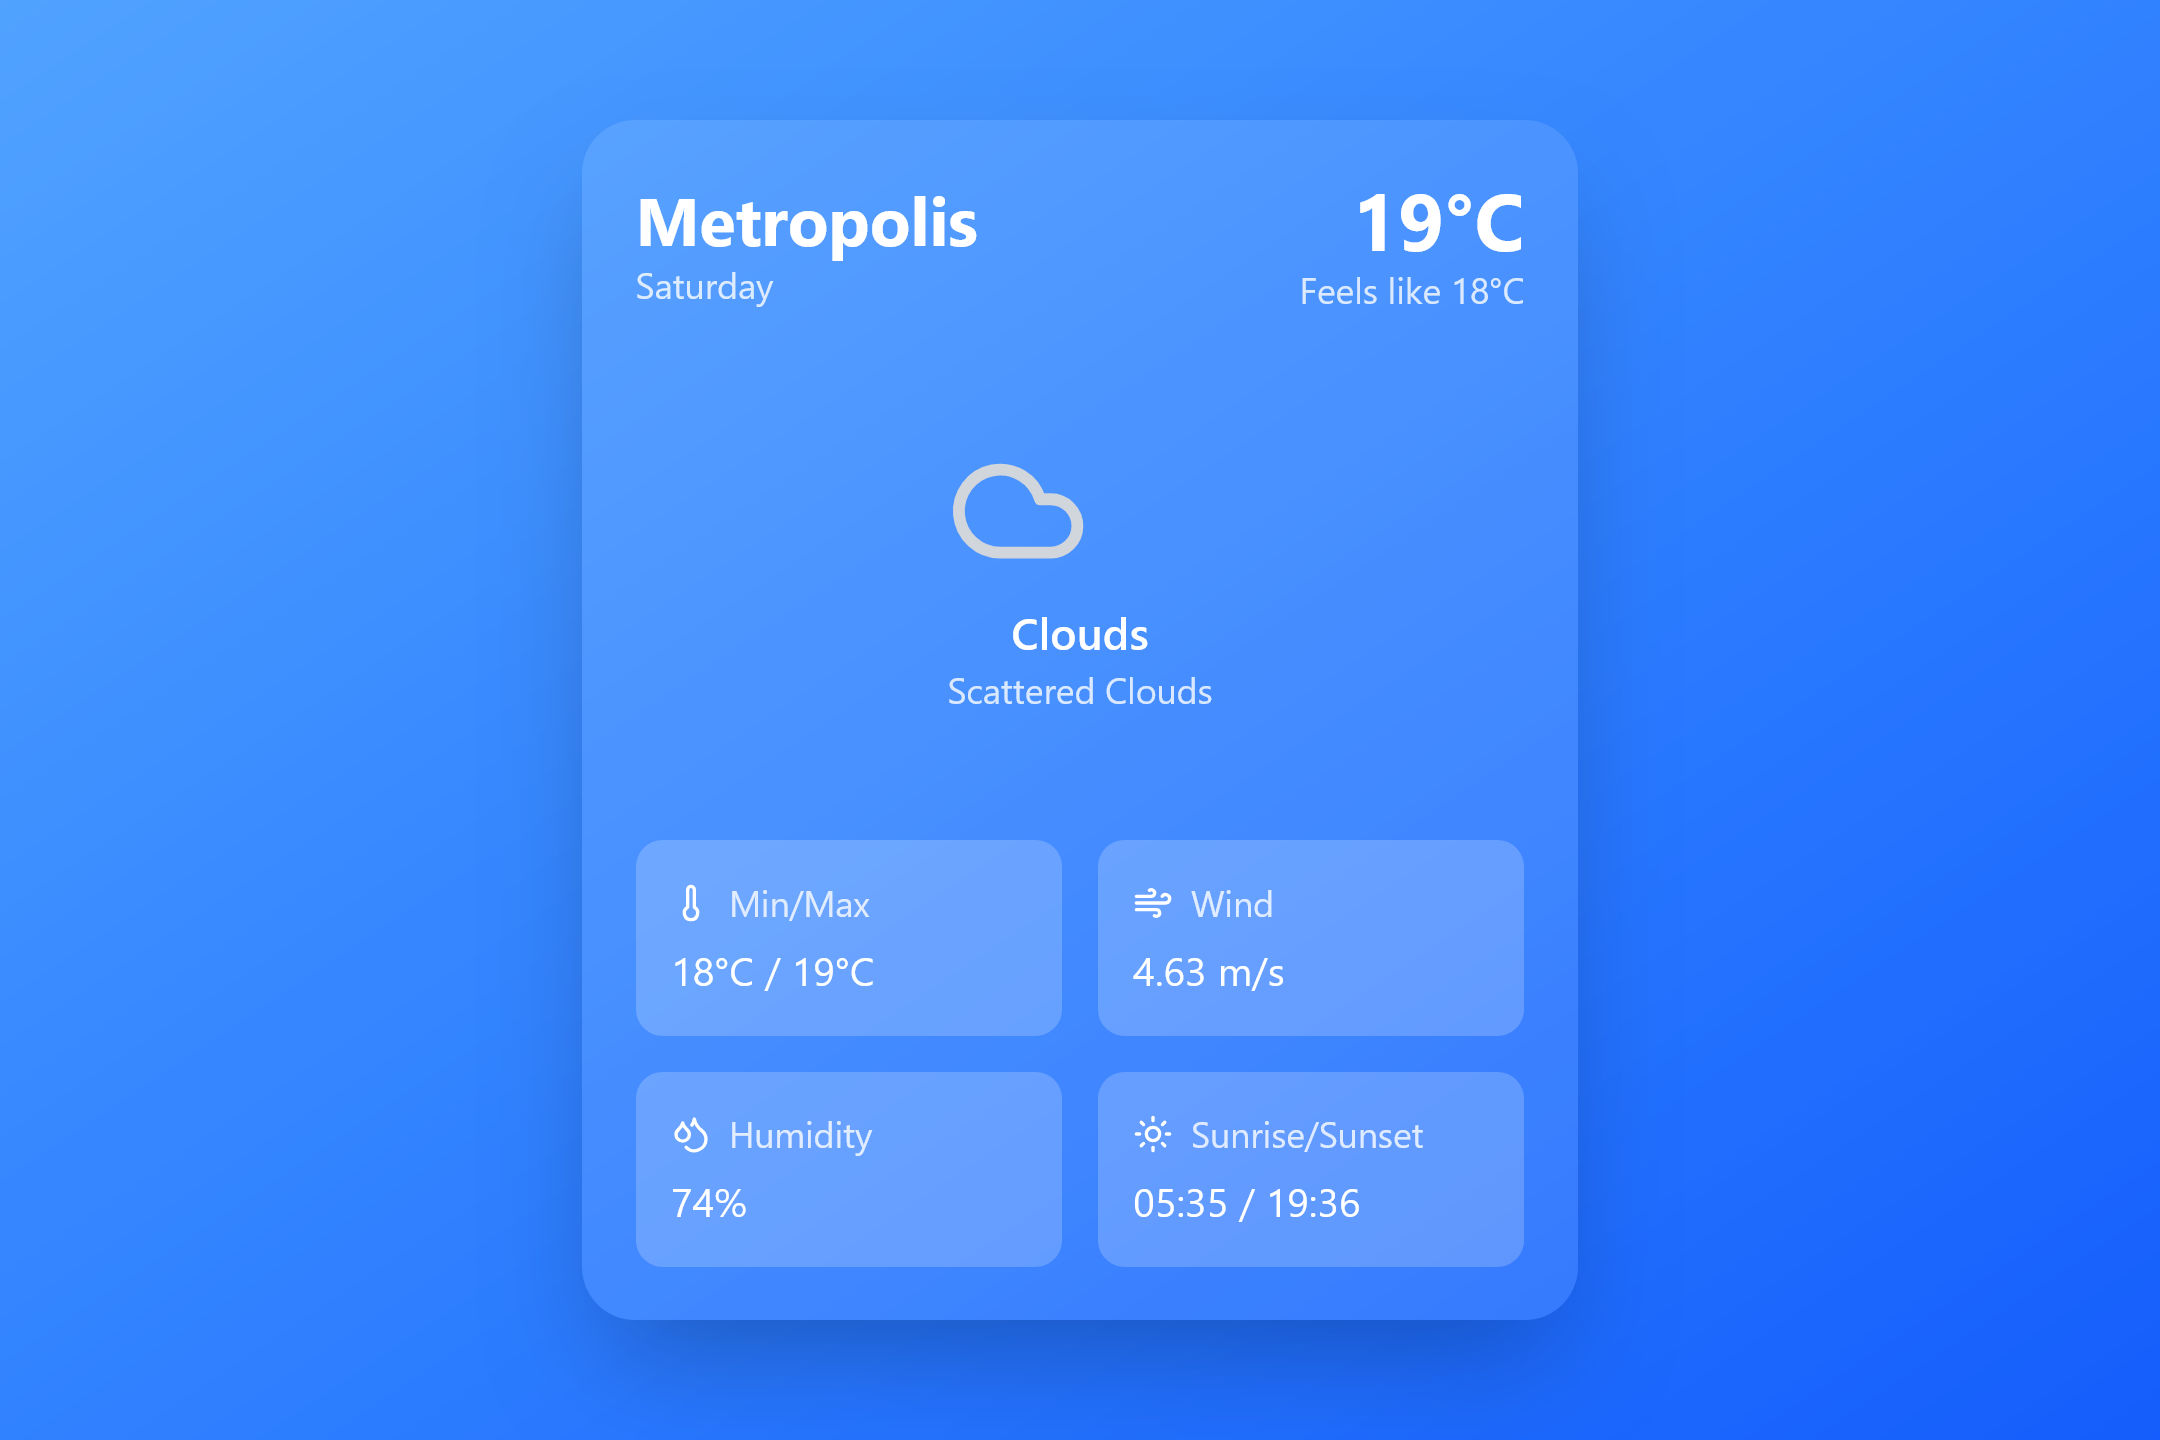 Metropolis
Saturday
19°C
Feels like 18°C
Clouds
Scattered Clouds
Min/Max
18°C / 19°C
Wind
4.63 m/s
Humidity
74%
Sunrise/Sunset
05:35 / 19:36